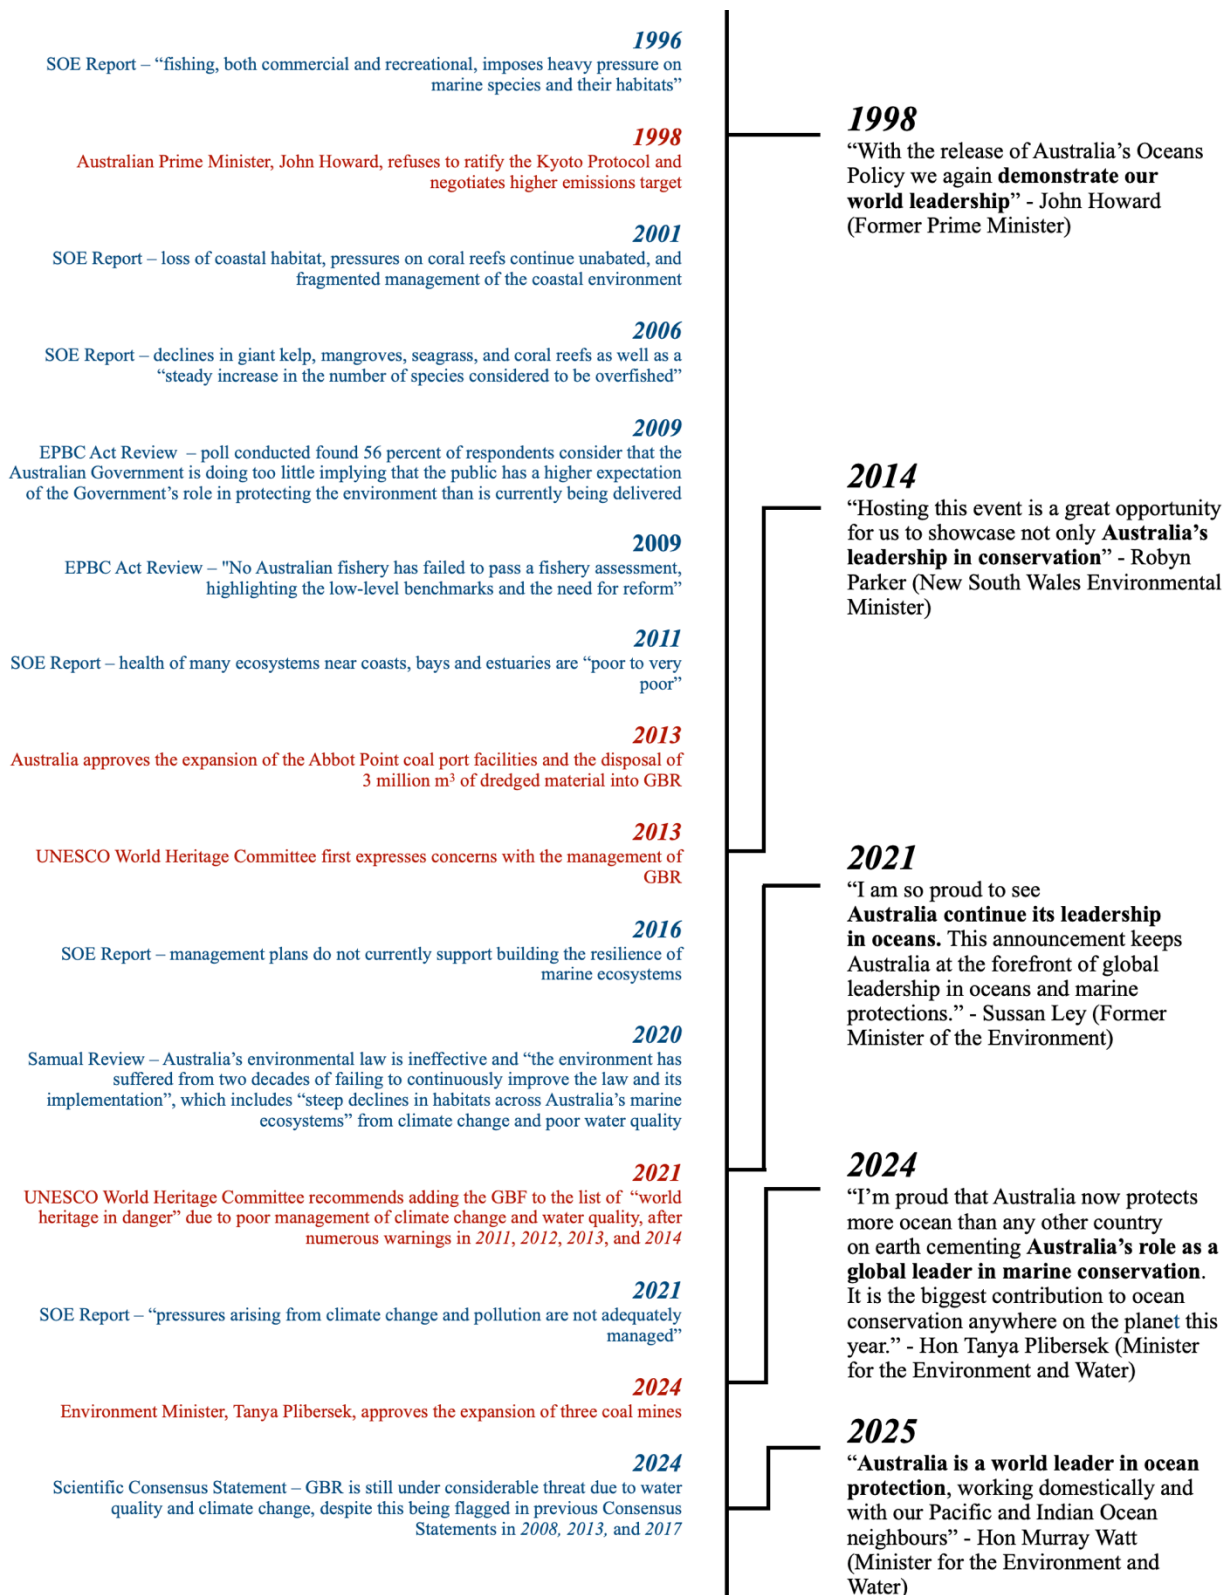 1996
SOE Report – “fishing, both commercial and recreational, imposes heavy pressure on
marine species and their habitats”
1998
Australian Prime Minister, John Howard, refuses to ratify the Kyoto Protocol and
negotiates higher emissions target
2001
SOE Report – loss of coastal habitat, pressures on coral reefs continue unabated, and
fragmented management of the coastal environment
2006
SOE Report – declines in giant kelp, mangroves, seagrass, and coral reefs as well as a
“steady increase in the number of species considered to be overfished”
2009
EPBC Act Review – poll conducted found 56 percent of respondents consider that the
Australian Government is doing too little implying that the public has a higher expectation
of the Government’s role in protecting the environment than is currently being delivered
2009
EPBC Act Review – "No Australian fishery has failed to pass a fishery assessment,
highlighting the low-level benchmarks and the need for reform”
2011
SOE Report – health of many ecosystems near coasts, bays and estuaries are “poor to very
poor”
2013
Australia approves the expansion of the Abbot Point coal port facilities and the disposal of
3 million m³ of dredged material into GBR
2013
UNESCO World Heritage Committee first expresses concerns with the management of
GBR
2016
SOE Report – management plans do not currently support building the resilience of
marine ecosystems
2020
Samual Review – Australia’s environmental law is ineffective and “the environment has
suffered from two decades of failing to continuously improve the law and its
implementation”, which includes “steep declines in habitats across Australia’s marine
ecosystems” from climate change and poor water quality
2021
UNESCO World Heritage Committee recommends adding the GBF to the list of “world
heritage in danger” due to poor management of climate change and water quality, after
numerous warnings in 2011, 2012, 2013, and 2014
2021
SOE Report – “pressures arising from climate change and pollution are not adequately
managed”
2024
Environment Minister, Tanya Plibersek, approves the expansion of three coal mines
2024
Scientific Consensus Statement – GBR is still under considerable threat due to water
quality and climate change, despite this being flagged in previous Consensus
Statements in 2008, 2013, and 2017
1998
“With the release of Australia’s Oceans
Policy we again demonstrate our
world leadership” - John Howard
(Former Prime Minister)
2014
“Hosting this event is a great opportunity
for us to showcase not only Australia’s
leadership in conservation” - Robyn
Parker (New South Wales Environmental
Minister)
2021
“I am so proud to see
Australia continue its leadership
in oceans. This announcement keeps
Australia at the forefront of global
leadership in oceans and marine
protections.” - Sussan Ley (Former
Minister of the Environment)
2024
“I’m proud that Australia now protects
more ocean than any other country
on earth cementing Australia’s role as a
global leader in marine conservation.
It is the biggest contribution to ocean
conservation anywhere on the planet this
year.” - Hon Tanya Plibersek (Minister
for the Environment and Water)
2025
“Australia is a world leader in ocean
protection, working domestically and
with our Pacific and Indian Ocean
neighbours” - Hon Murray Watt
(Minister for the Environment and
Water)